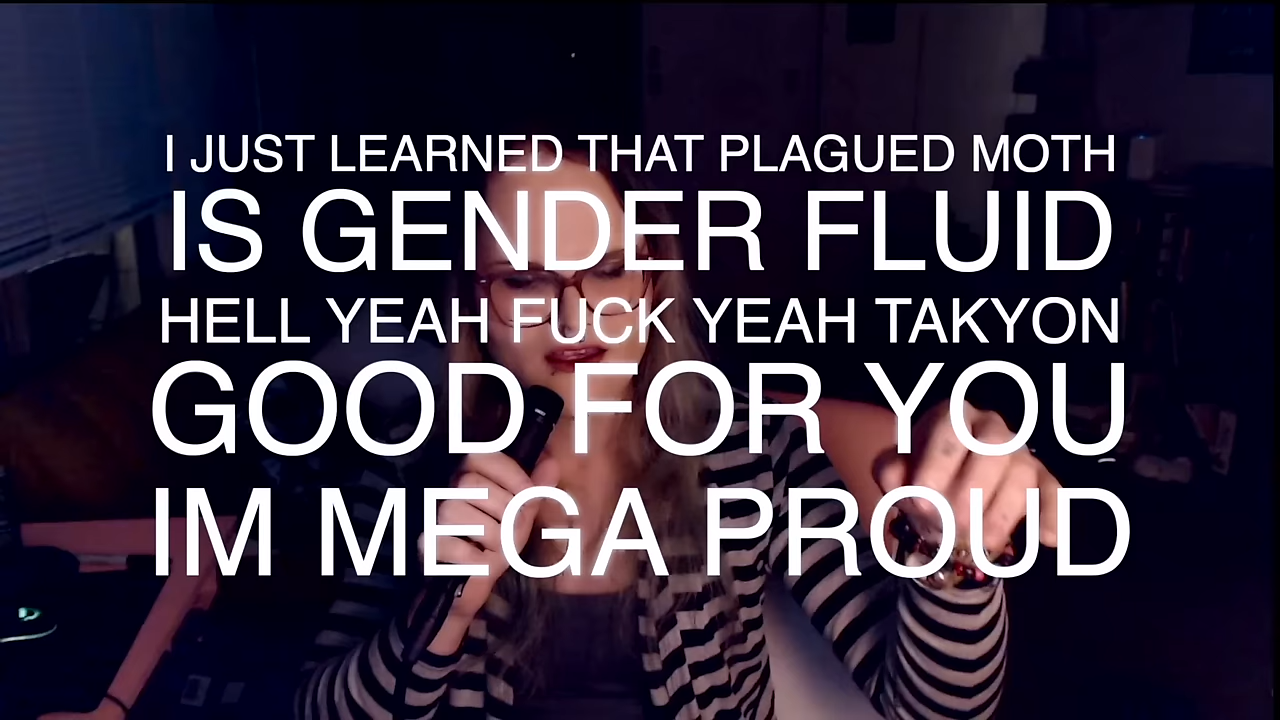 I JUST LEARNED THAT PLAGUED MOTH
IS GENDER FLUID
HELL YEAH FUCK YEAH TAKYON
GOOD FOR YOU
IM MEGA PROUD